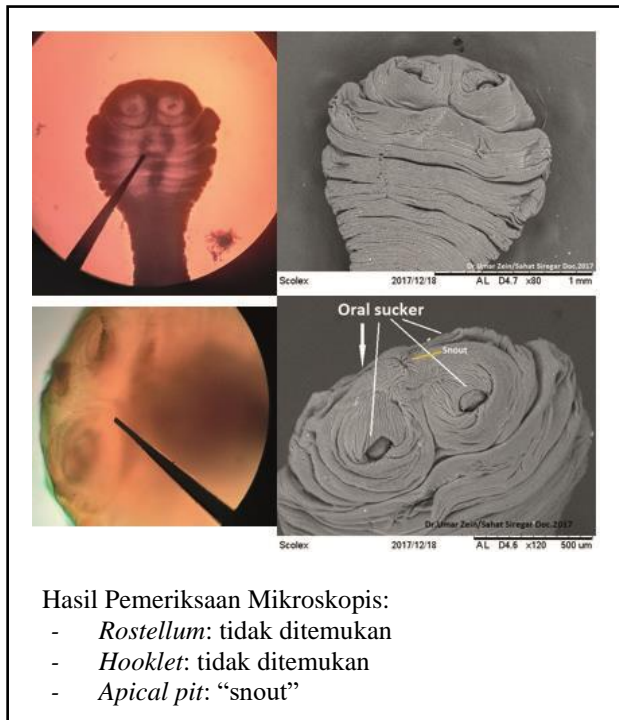 Dr.Umar Zein/Sahat Siregar Doc.2017
Scolex 2017/12/18 AL D4.7 x80 1 mm
Oral sucker
Snout
Dr.Umar Zein/Sahat Siregar Doc.2017
Scolex 2017/12/18 AL D4.6 x120 500 um
Hasil Pemeriksaan Mikroskopis:
- Rostellum: tidak ditemukan
- Hooklet: tidak ditemukan
- Apical pit: “snout”